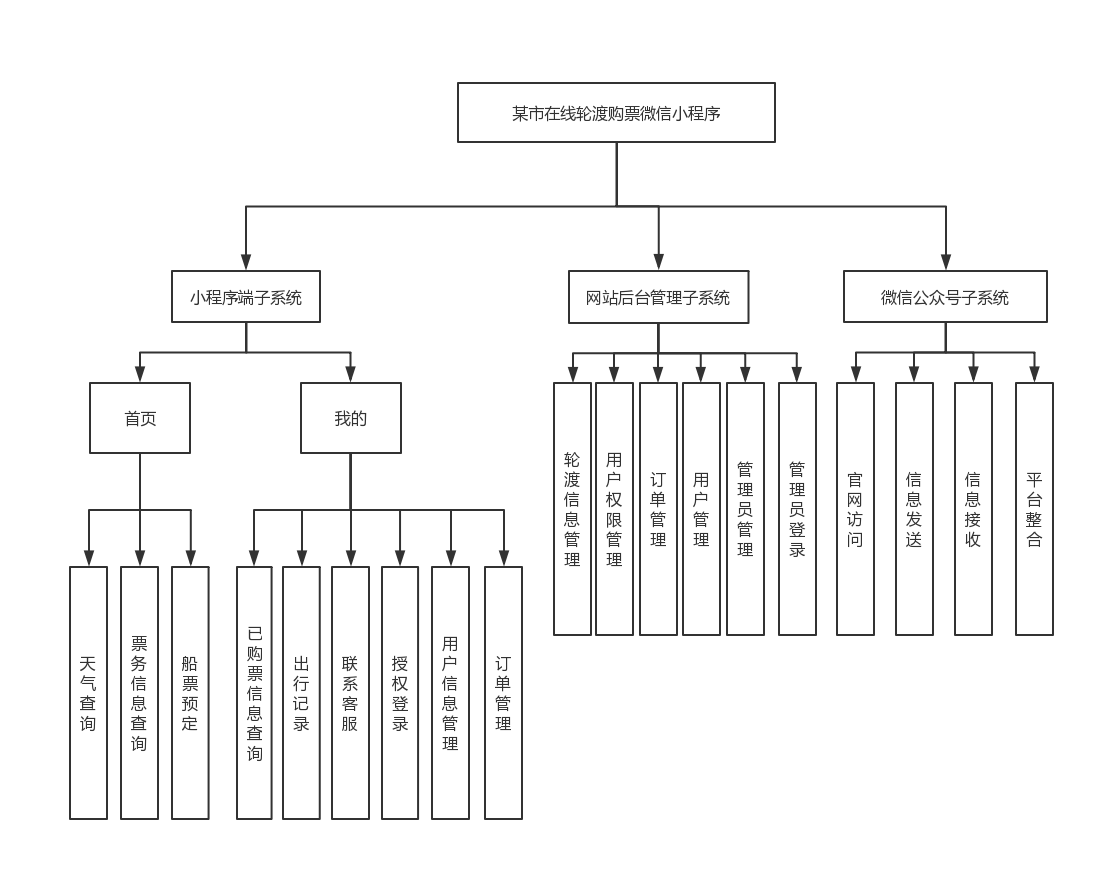 某市在线轮渡购票微信小程序
小程序端子系统
网站后台管理子系统
微信公众号子系统
首页
我的
轮渡信息管理
用户权限管理
订单管理
用户管理
管理员管理
管理员登录
官网访问
信息发送
信息接收
平台整合
天气查询
票务信息查询
船票预定
已购票信息查询
出行记录
联系客服
授权登录
用户信息管理
订单管理